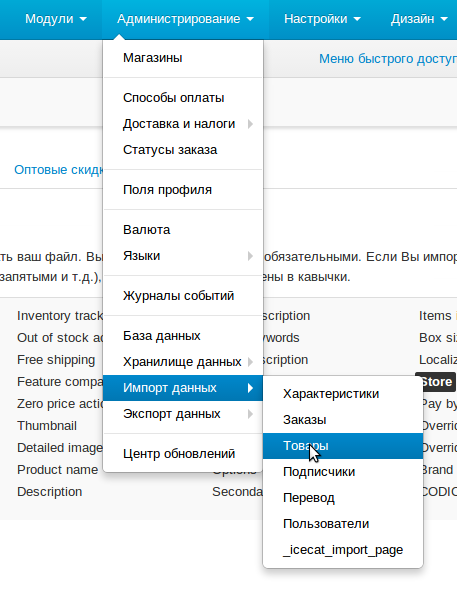 Модули Администрирование Настройки Дизайн
Магазины
Меню быстрого доступ
Способы оплаты
Доставка и налоги
Статусы заказа
Оптовые скидк
Поля профиля
Валюта
Языки
ать ваш файл. Вы обязательными. Если Вы импор
запятыми и т.д.), ены в кавычки.
Журналы событий
Inventory track scription Items
Out of stock ac words Box si
База данных
Free shipping scription Localiz
Хранилище данных
Feature compa Store
Импорт данных
Характеристики
Zero price actio Pay by
Экспорт данных
Заказы
Thumbnail Overric
Товары
Detailed image Overric
Центр обновлений
Product name Options Brand
Подписчики
Description Seconda CODIC
Перевод
Пользователи
_icecat_import_page